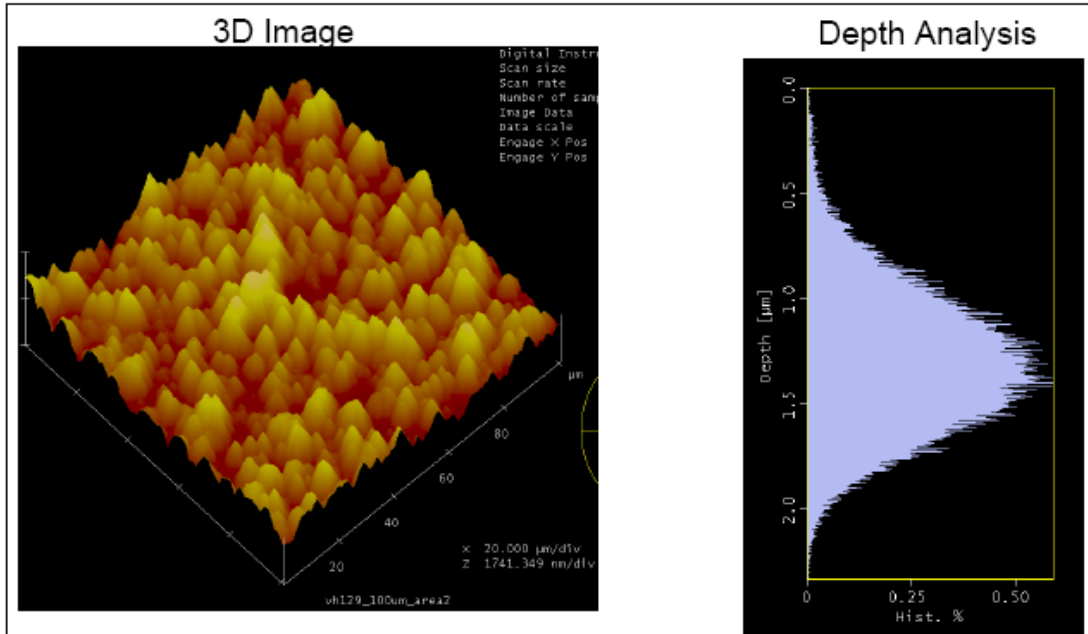 3D Image
Digital Instru
Scan size
Scan rate
Number of samp
Image Data
Data scale
Engage X Pos
Engage Y Pos
µm
80
60
40
20
X 20.000 µm/div
Z 1741.349 nm/div
vh129_100um_area2
Depth Analysis
0.0
0.5
1.0
1.5
2.0
Depth [µm]
0 0.25 0.50
Hist. %